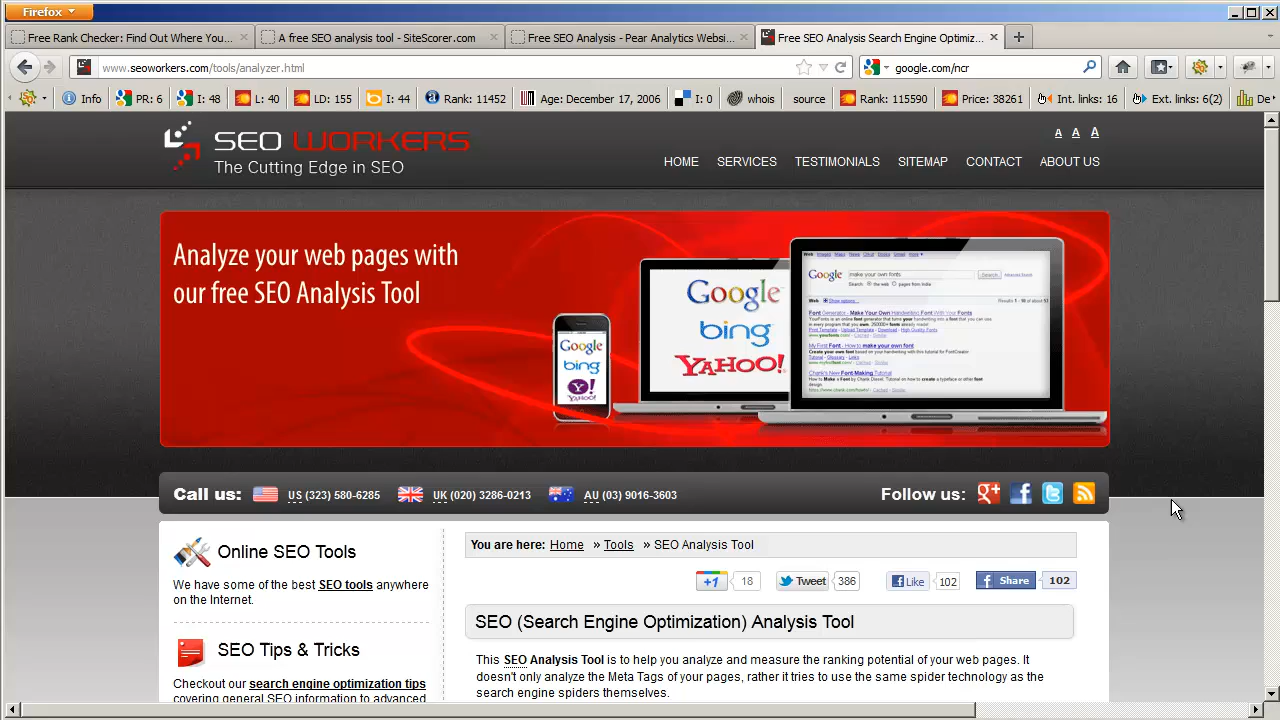 Firefox
Free Rank Checker: Find Out Where You...
A free SEO analysis tool - SiteScorer.com
Free SEO Analysis - Pear Analytics Websi...
Free SEO Analysis Search Engine Optimiz...
www.seoworkers.com/tools/analyzer.html
google.com/ncr
Info
PR: 6
I: 48
L: 40
LD: 155
I: 44
Rank: 11452
Age: December 17, 2006
I: 0
whois
source
Rank: 115590
Price: 38261
Int. links: 16
Ext. links: 6(2)
De
SEO WORKERS
The Cutting Edge in SEO
A A A
HOME SERVICES TESTIMONIALS SITEMAP CONTACT ABOUT US
Analyze your web pages with
our free SEO Analysis Tool
Google
bing
YAHOO!
Google
bing
Y!
YAHOO!
Google
make your own fonts
Search
Call us: US (323) 580-6285 UK (020) 3286-0213 AU (03) 9016-3603
Follow us:
Online SEO Tools
We have some of the best SEO tools anywhere
on the Internet.
SEO Tips & Tricks
Checkout our search engine optimization tips
covering general SEO information to advanced
You are here: Home » Tools » SEO Analysis Tool
+1 18 Tweet 386 Like 102 Share 102
SEO (Search Engine Optimization) Analysis Tool
This SEO Analysis Tool is to help you analyze and measure the ranking potential of your web pages. It
doesn't only analyze the Meta Tags of your pages, rather it tries to use the same spider technology as the
search engine spiders themselves.